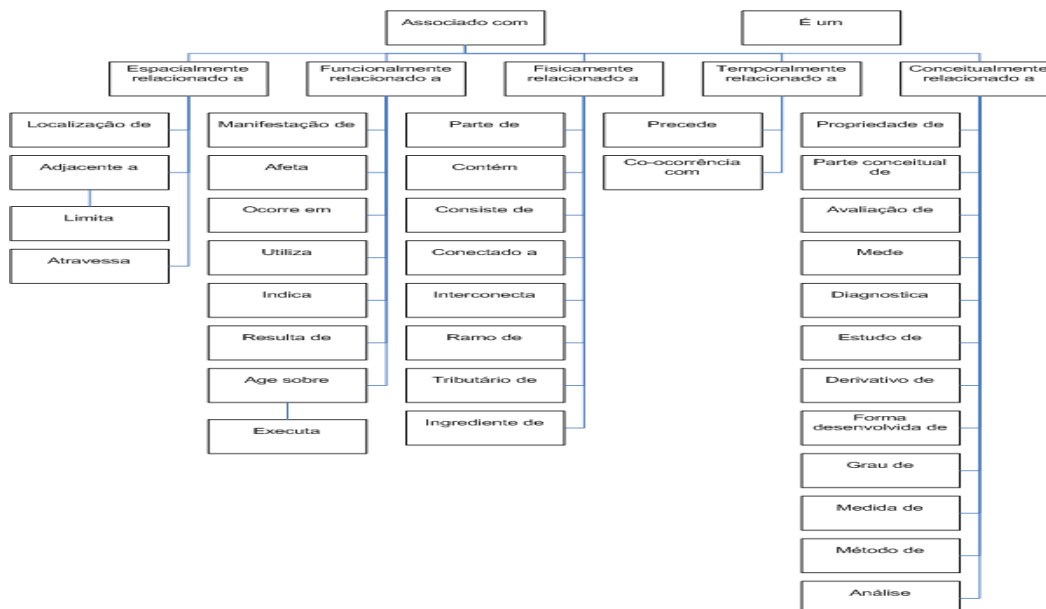 Associado com
É um
Espacialmente
relacionado a
Funcionalmente
relacionado a
Fisicamente
relacionado a
Temporalmente
relacionado a
Conceitualmente
relacionado a
Localização de
Adjacente a
Limita
Atravessa
Manifestação de
Afeta
Ocorre em
Utiliza
Indica
Resulta de
Age sobre
Executa
Parte de
Contém
Consiste de
Conectado a
Interconecta
Ramo de
Tributário de
Ingrediente de
Precede
Co-ocorrência
com
Propriedade de
Parte conceitual
de
Avaliação de
Mede
Diagnostica
Estudo de
Derivativo de
Forma
desenvolvida de
Grau de
Medida de
Método de
Análise